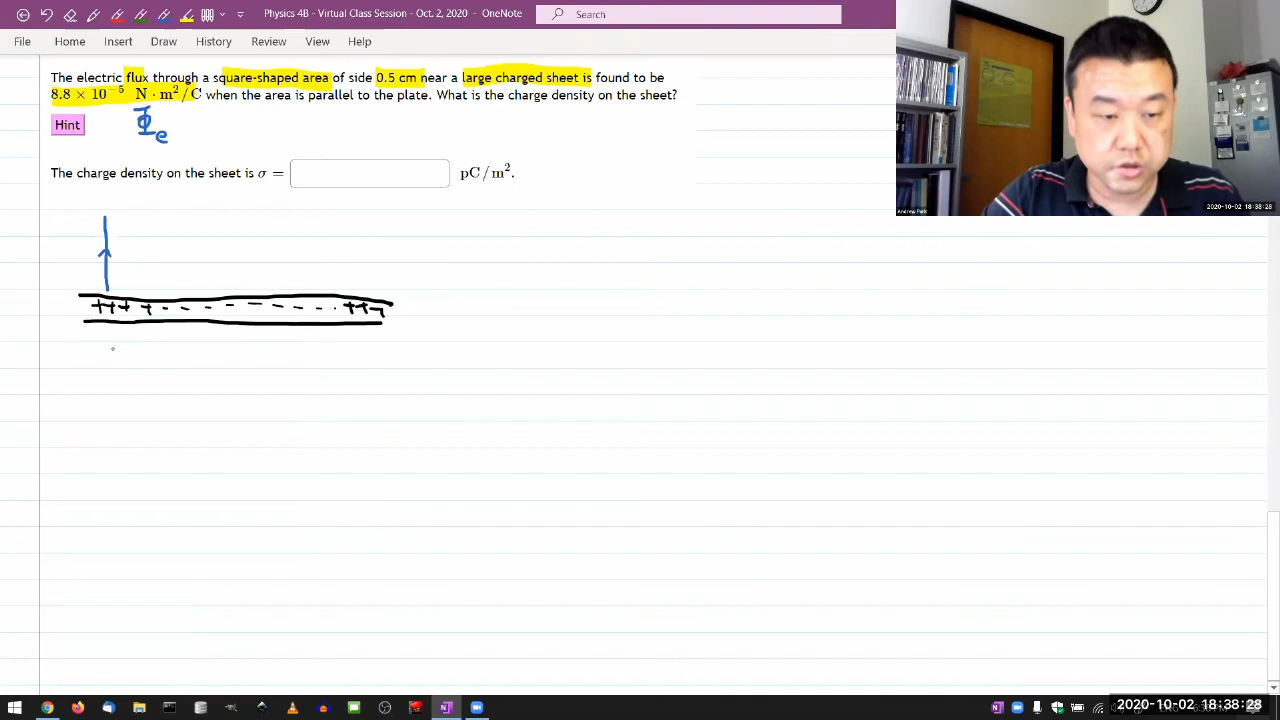 Physics 4B - Virtual Class Session - Oct. 2, 2020 - OneNote
Search
File Home Insert Draw History Review View Help
The electric flux through a square-shaped area of side 0.5 cm near a large charged sheet is found to be
8.8 × 10⁻⁵ N · m²/C when the area is parallel to the plate. What is the charge density on the sheet?
Hint
Φe
The charge density on the sheet is σ = pC/m².
++++ - - - - - - - - - +++
Andrew Park
2020-10-02 18:38:28
2020-10-02 18:38:28